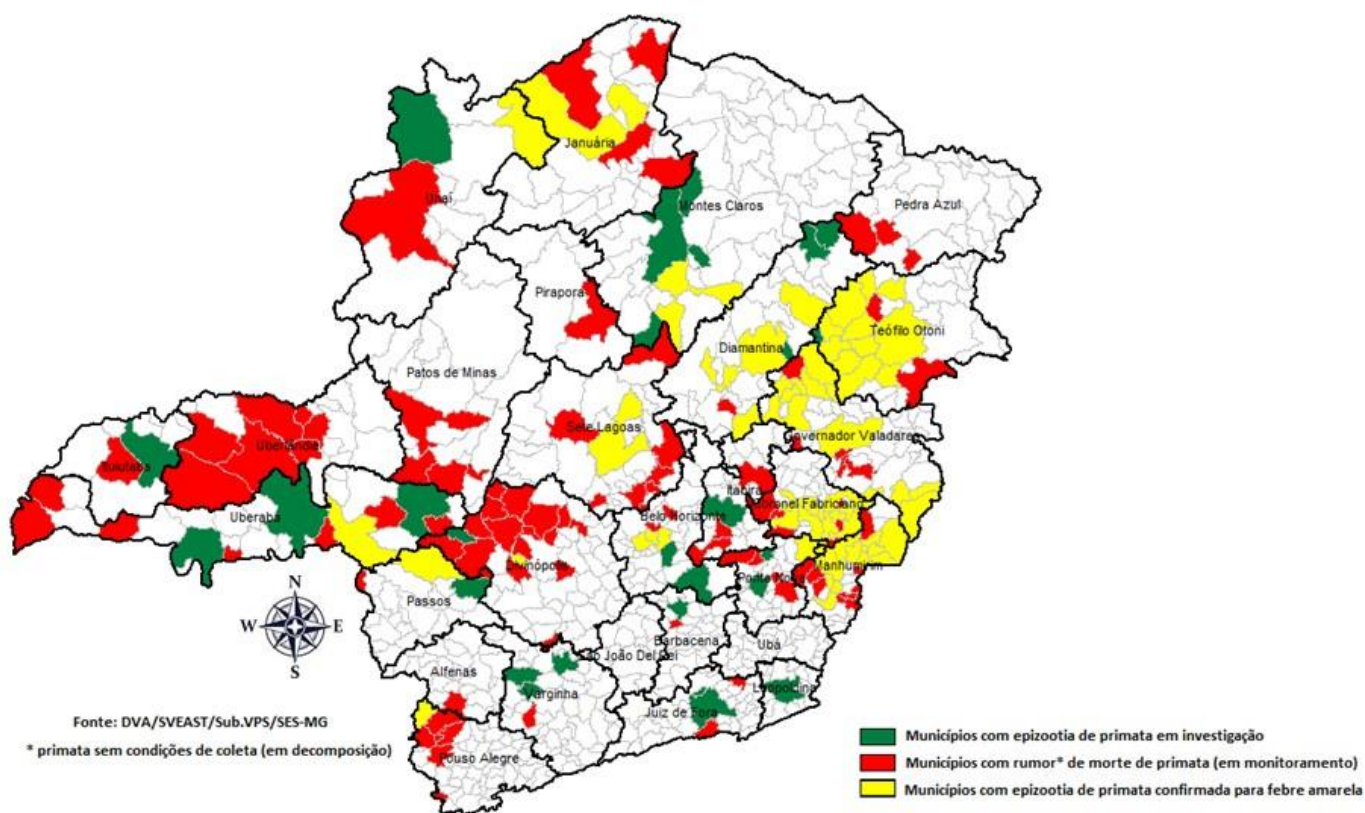 Januária
Unaí
Montes Claros
Pedra Azul
Pirapora
Teófilo Otoni
Diamantina
Patos de Minas
Sete Lagoas
Governador Valadares
Uberlândia
Ituiutaba
Itabira
Coronel Fabriciano
Uberaba
Belo Horizonte
Divinópolis
Manhumirim
Ponte Nova
Passos
N
W E
S
Barbacena
Ubá
São João Del Rei
Alfenas
Varginha
Leopoldina
Juiz de Fora
Pouso Alegre
Fonte: DVA/SVEAST/Sub.VPS/SES-MG
* primata sem condições de coleta (em decomposição)
Municípios com epizootia de primata em investigação
Municípios com rumor* de morte de primata (em monitoramento)
Municípios com epizootia de primata confirmada para febre amarela